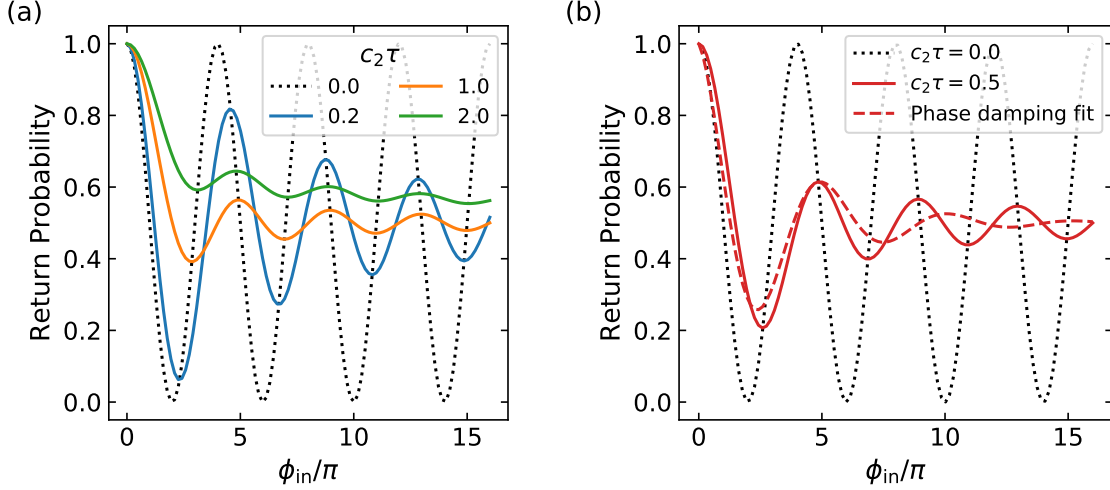 (a)
Return Probability
1.0
0.8
0.6
0.4
0.2
0.0
c₂τ
0.0
1.0
0.2
2.0
0
5
10
15
ϕ_in/π
(b)
Return Probability
1.0
0.8
0.6
0.4
0.2
0.0
c₂τ = 0.0
c₂τ = 0.5
Phase damping fit
0
5
10
15
ϕ_in/π